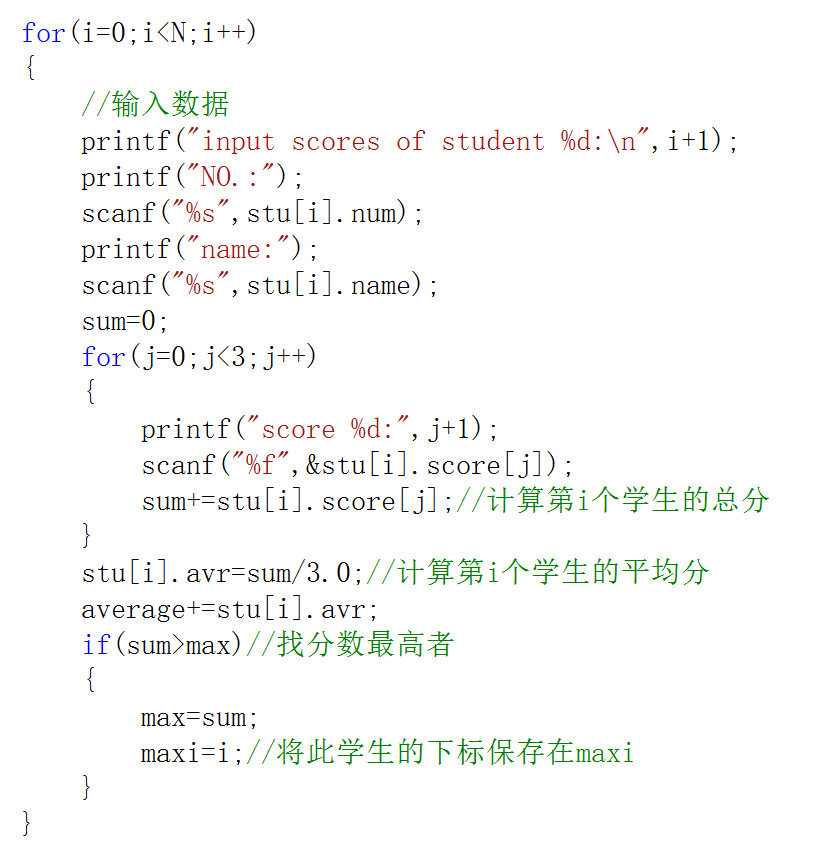 for(i=0;i<N;i++)
{
    //输入数据
    printf("input scores of student %d:\n",i+1);
    printf("NO.:");
    scanf("%s",stu[i].num);
    printf("name:");
    scanf("%s",stu[i].name);
    sum=0;
    for(j=0;j<3;j++)
    {
        printf("score %d:",j+1);
        scanf("%f",&stu[i].score[j]);
        sum+=stu[i].score[j];//计算第i个学生的总分
    }
    stu[i].avr=sum/3.0;//计算第i个学生的平均分
    average+=stu[i].avr;
    if(sum>max)//找分数最高者
    {
        max=sum;
        maxi=i;//将此学生的下标保存在maxi
    }
}